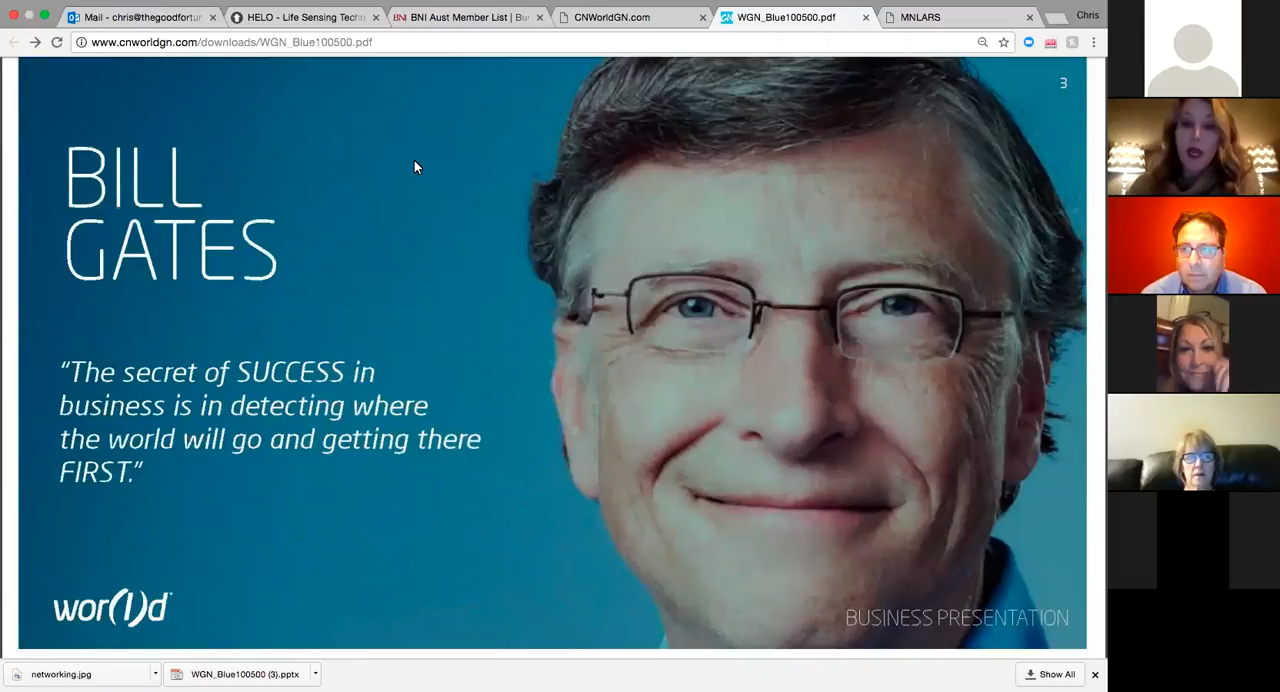 Mail - chris@thegoodfortur
HELO - Life Sensing Techn
BNI Aust Member List | Bu
CNWorldGN.com
WGN_Blue100500.pdf
MNLARS
Chris
www.cnworldgn.com/downloads/WGN_Blue100500.pdf
3
BILL
GATES
“The secret of SUCCESS in
business is in detecting where
the world will go and getting there
FIRST.”
wor(l)d
BUSINESS PRESENTATION
networking.jpg
WGN_Blue100500 (3).pptx
Show All